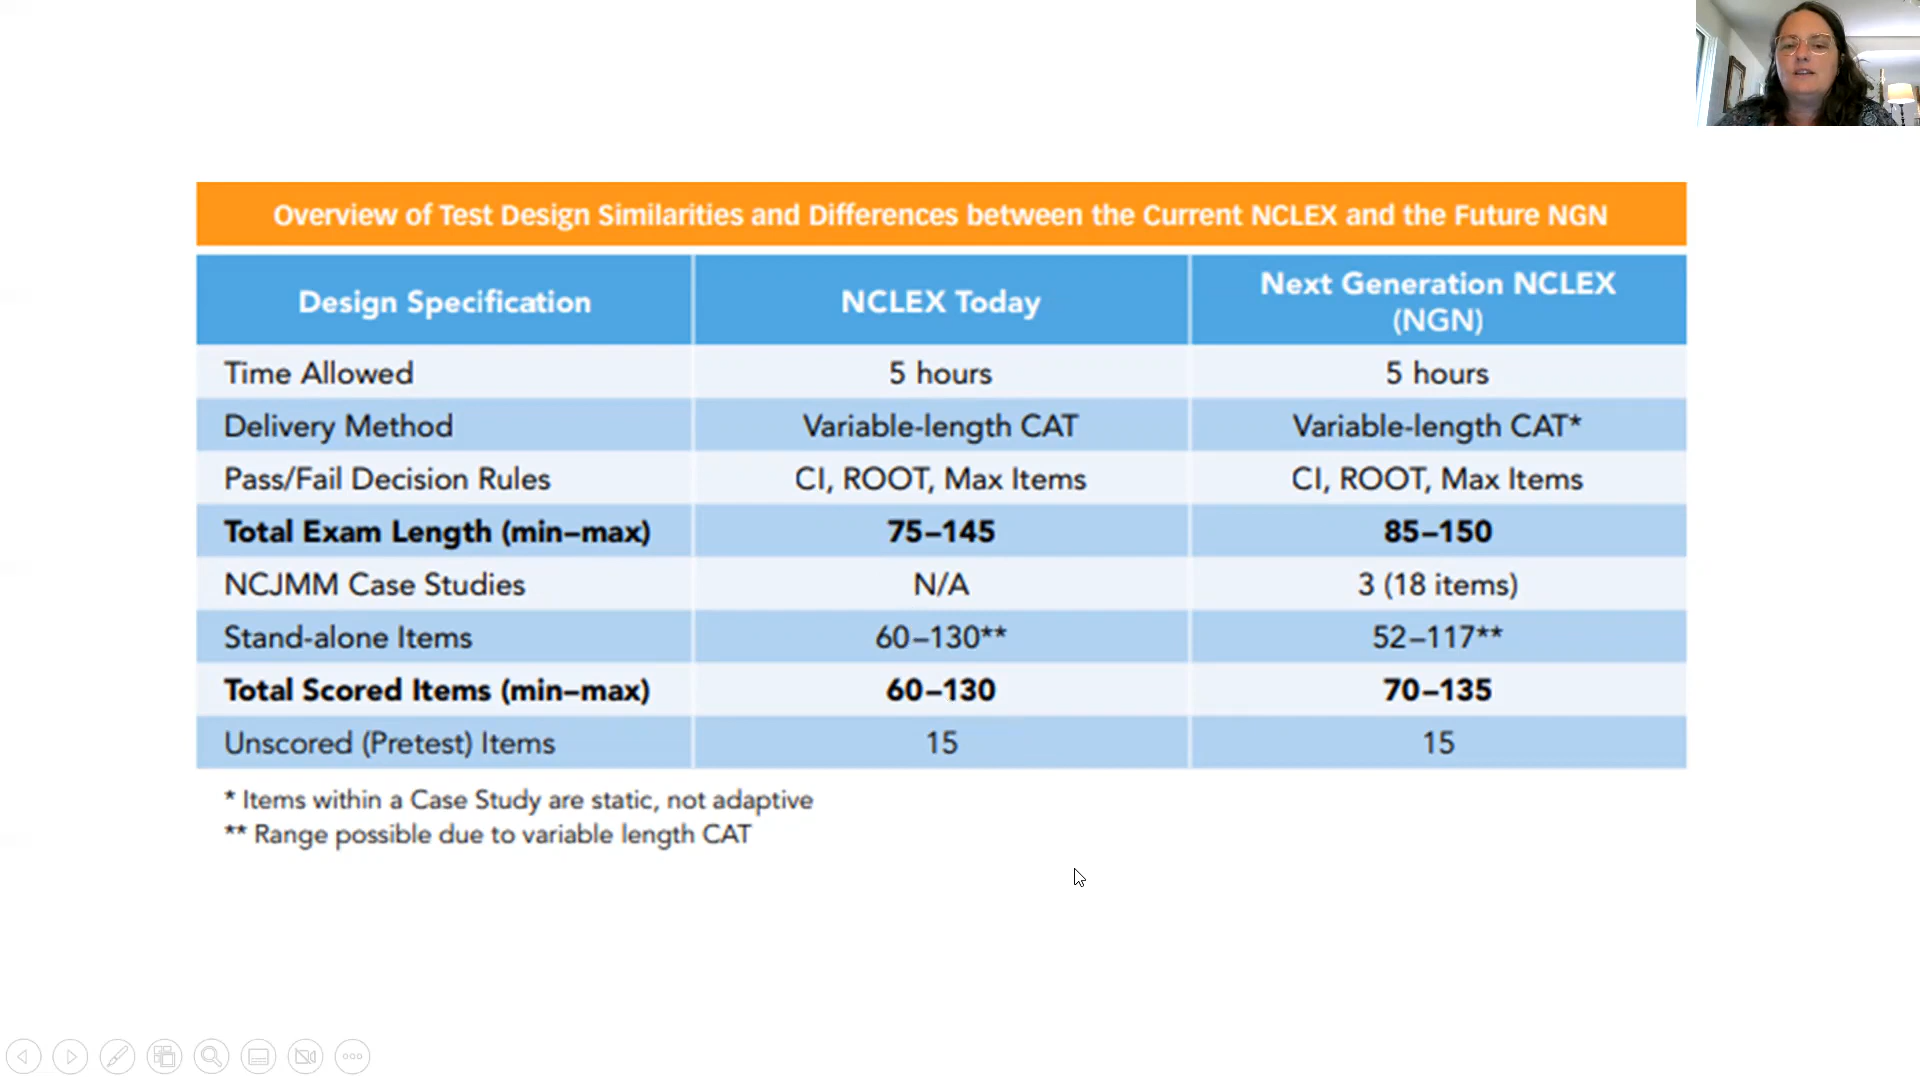 Overview of Test Design Similarities and Differences between the Current NCLEX and the Future NGN
Design Specification NCLEX Today Next Generation NCLEX
(NGN)
Time Allowed 5 hours 5 hours
Delivery Method Variable-length CAT Variable-length CAT*
Pass/Fail Decision Rules CI, ROOT, Max Items CI, ROOT, Max Items
Total Exam Length (min–max) 75–145 85–150
NCJMM Case Studies N/A 3 (18 items)
Stand-alone Items 60–130** 52–117**
Total Scored Items (min–max) 60–130 70–135
Unscored (Pretest) Items 15 15
* Items within a Case Study are static, not adaptive
** Range possible due to variable length CAT